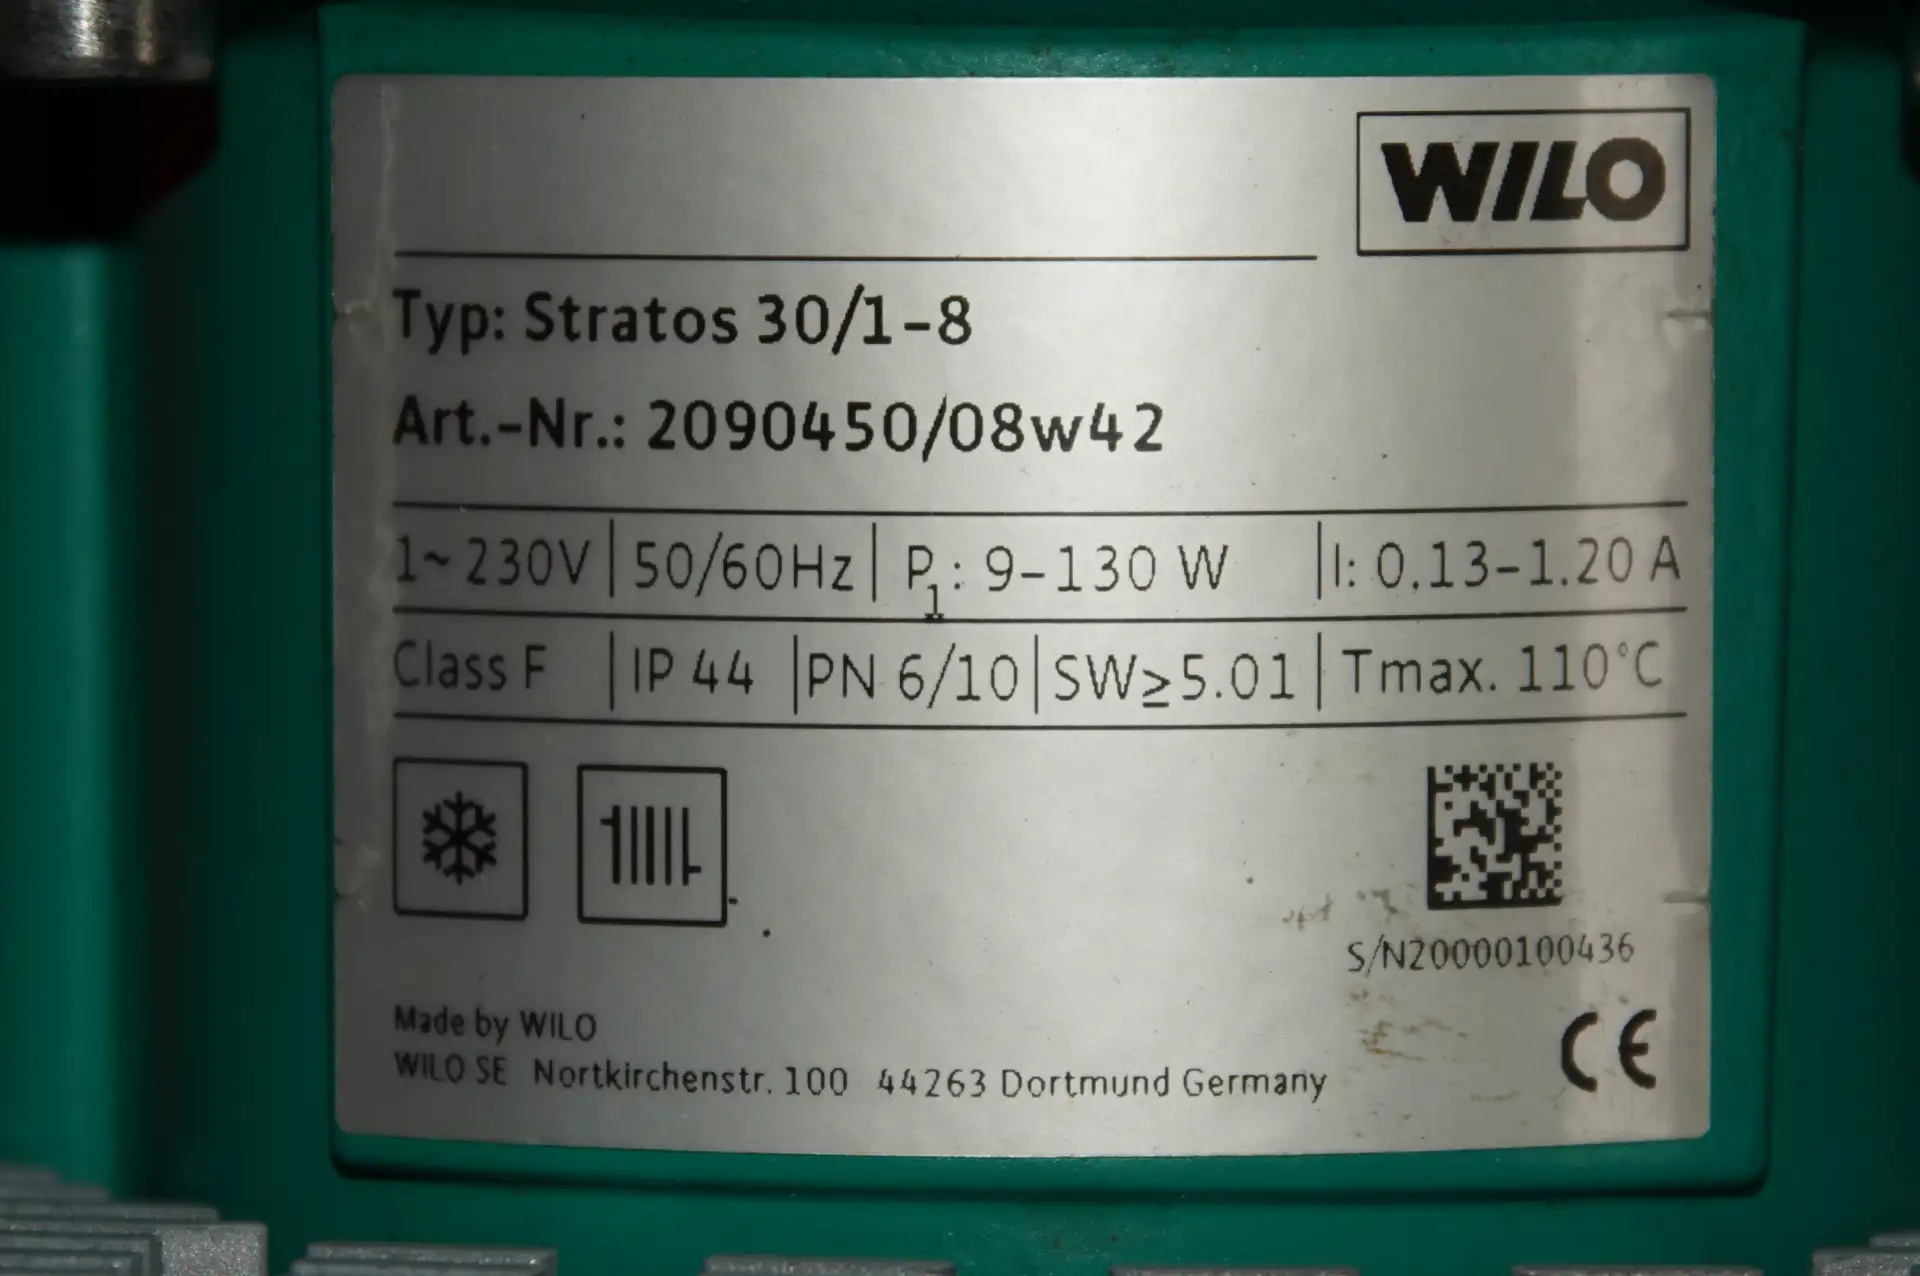 WILO
Typ: Stratos 30/1-8
Art.-Nr.: 2090450/08w42
1~230V | 50/60Hz | P1: 9-130 W | I: 0.13-1.20 A
Class F | IP 44 | PN 6/10 | SW≥5.01 | Tmax. 110°C
S/N20000100436
Made by WILO
WILO SE Nortkirchenstr. 100 44263 Dortmund Germany
CE